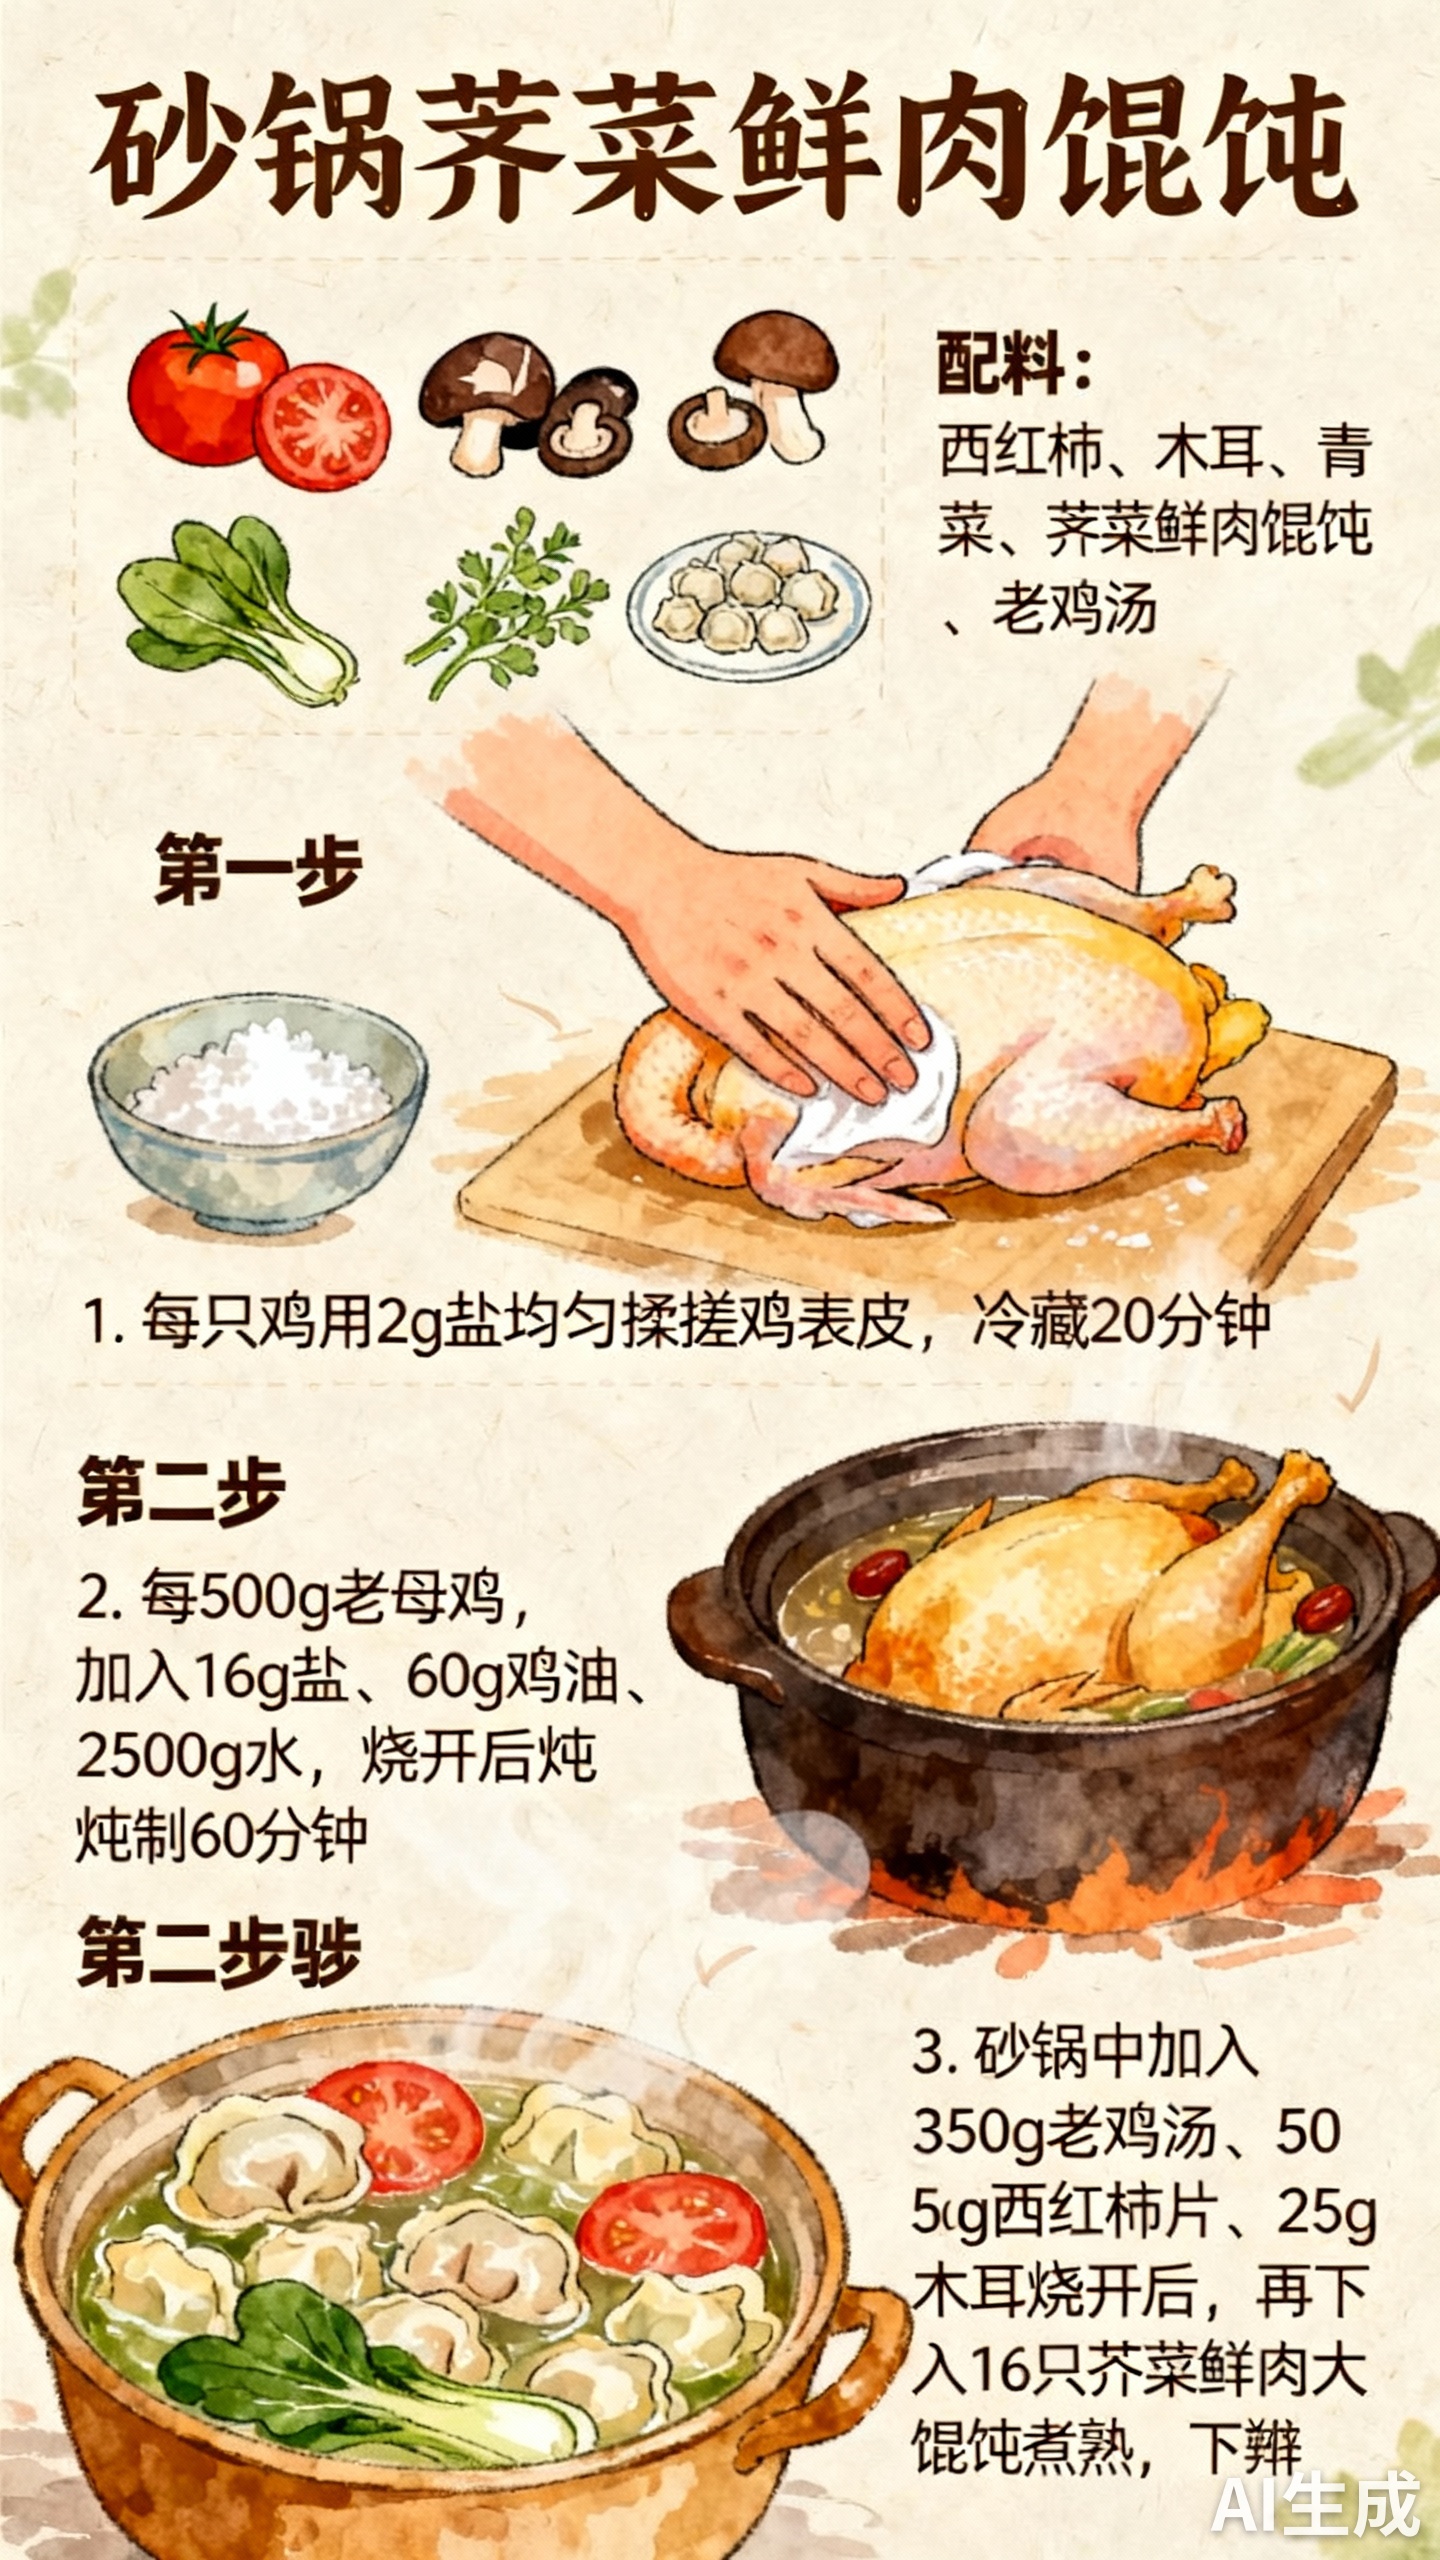 砂锅荠菜鲜肉馄饨
配料：
西红柿、木耳、青
菜、荠菜鲜肉馄饨
、老鸡汤
第一步
1. 每只鸡用2g盐均匀揉搓鸡表皮，冷藏20分钟
第二步
2. 每500g老母鸡，
加入16g盐、60g鸡油、
2500g水，烧开后炖
炖制60分钟
第二步
3. 砂锅中加入
350g老鸡汤、50
g西红柿片、25g
木耳烧开后，再下
入16只芥菜鲜肉大
馄饨煮熟，下
AI生成